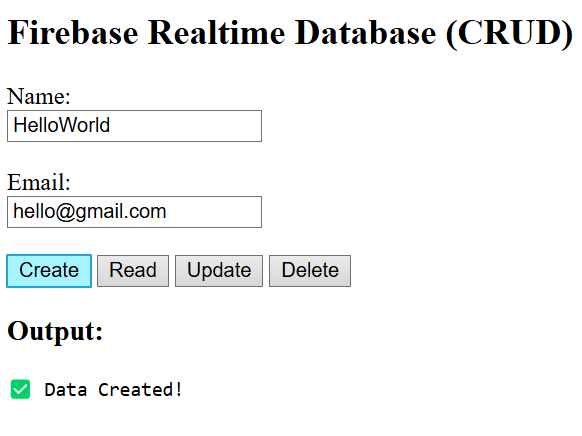 Firebase Realtime Database (CRUD)
Name:
HelloWorld
Email:
hello@gmail.com
Create Read Update Delete
Output:
✅ Data Created!